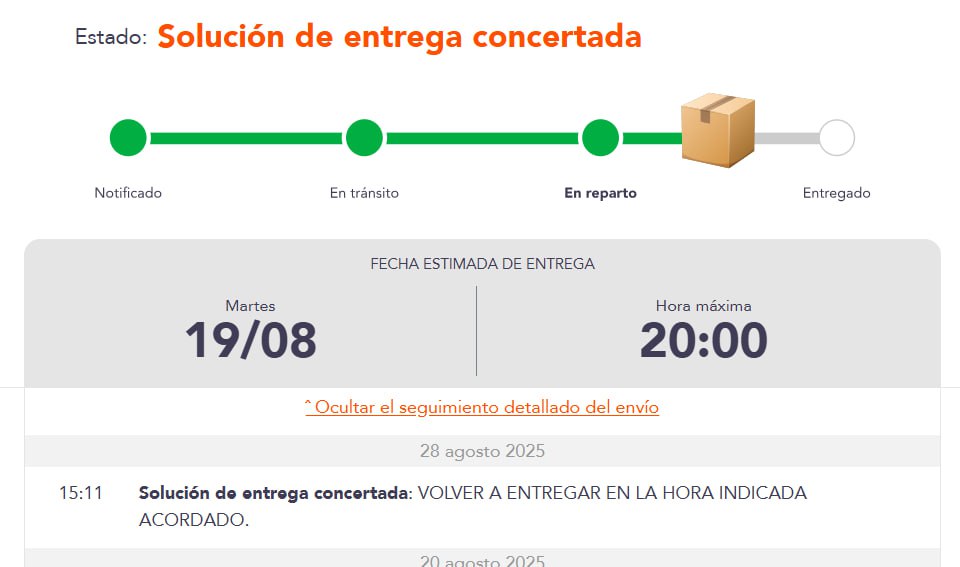 Estado: Solución de entrega concertada
Notificado
En tránsito
En reparto
Entregado
FECHA ESTIMADA DE ENTREGA
Martes
19/08
Hora máxima
20:00
ˆ Ocultar el seguimiento detallado del envío
28 agosto 2025
15:11 Solución de entrega concertada: VOLVER A ENTREGAR EN LA HORA INDICADA
ACORDADO.
20 agosto 2025